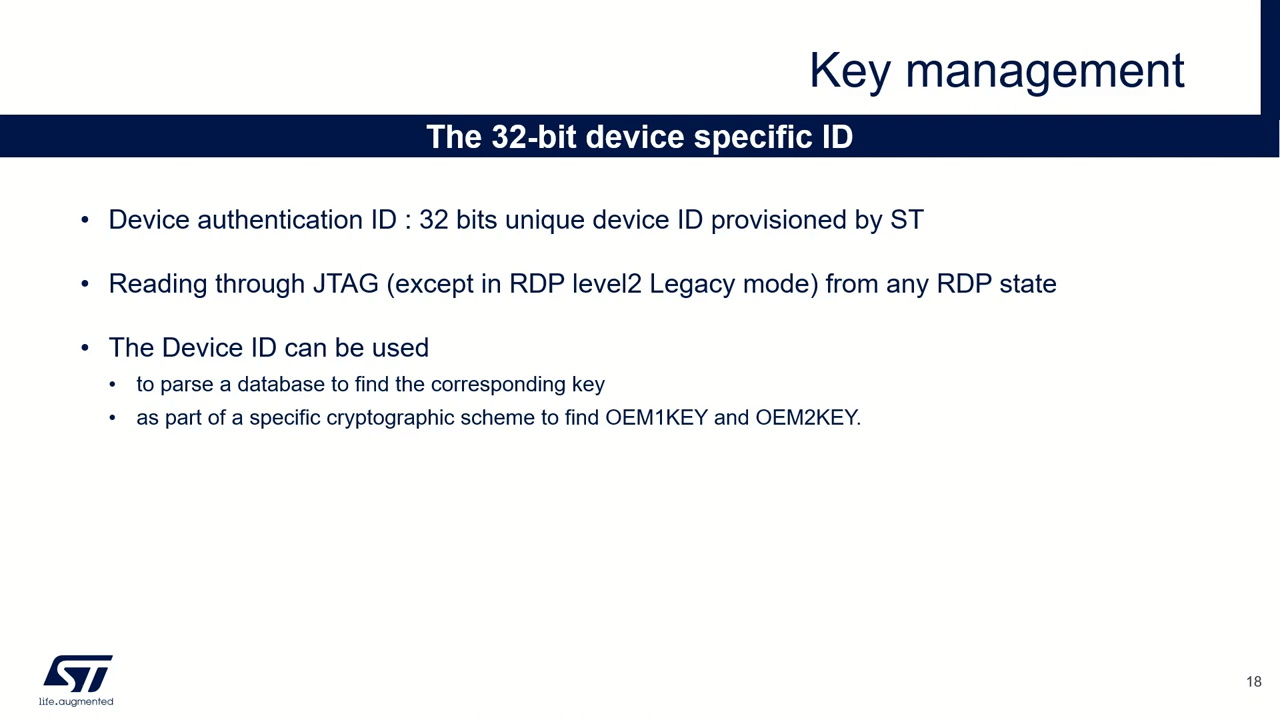 Key management
The 32-bit device specific ID
• Device authentication ID : 32 bits unique device ID provisioned by ST
• Reading through JTAG (except in RDP level2 Legacy mode) from any RDP state
• The Device ID can be used
• to parse a database to find the corresponding key
• as part of a specific cryptographic scheme to find OEM1KEY and OEM2KEY.
ST
life.augmented
18